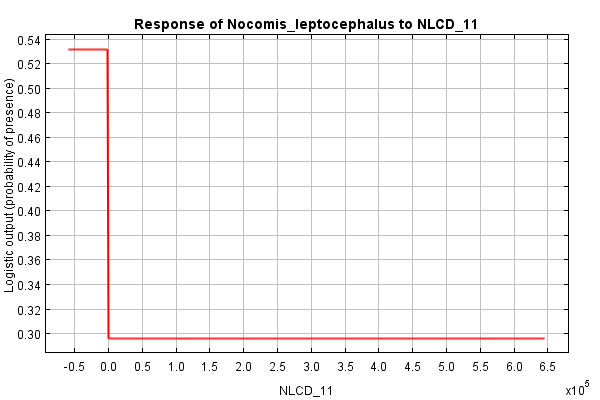 Response of Nocomis_leptocephalus to NLCD_11
Logistic output (probability of presence)
0.54
0.52
0.50
0.48
0.46
0.44
0.42
0.40
0.38
0.36
0.34
0.32
0.30
-0.5 0.0 0.5 1.0 1.5 2.0 2.5 3.0 3.5 4.0 4.5 5.0 5.5 6.0 6.5
NLCD_11
x10⁵